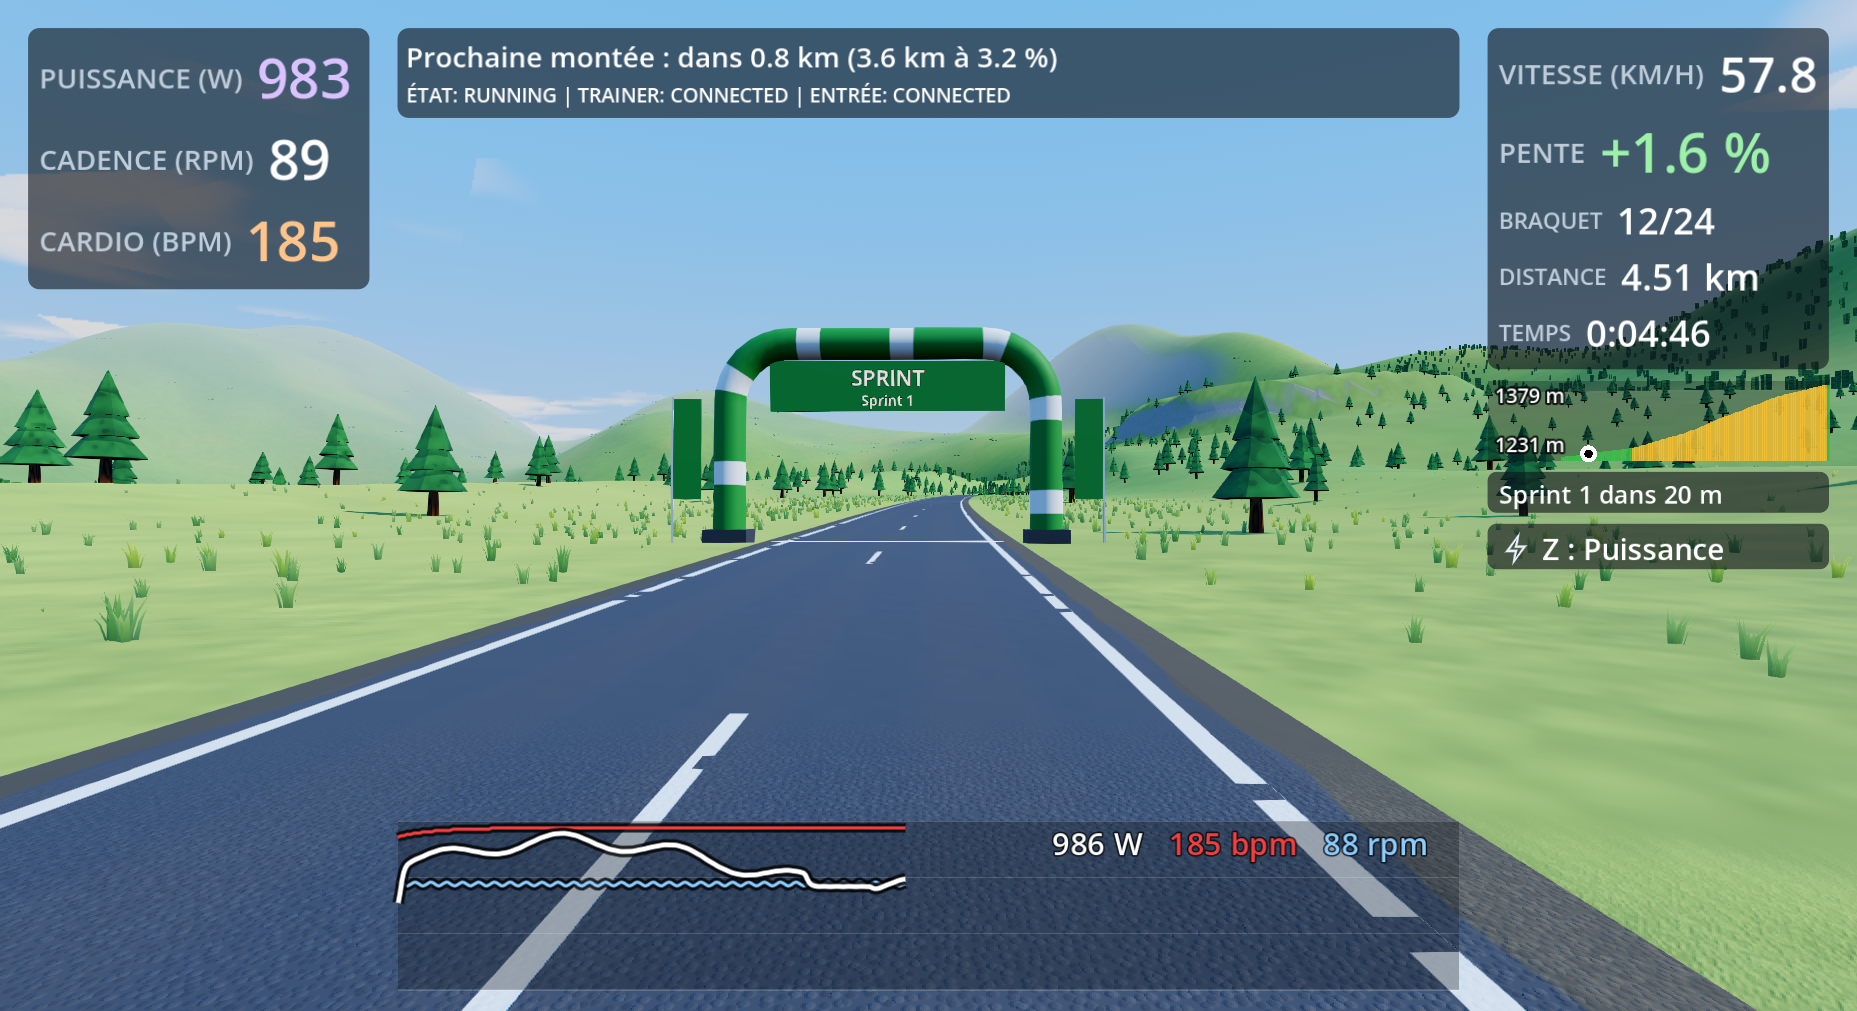 PUISSANCE (W) 983
CADENCE (RPM) 89
CARDIO (BPM) 185
Prochaine montée : dans 0.8 km (3.6 km à 3.2 %)
ÉTAT: RUNNING | TRAINER: CONNECTED | ENTRÉE: CONNECTED
VITESSE (KM/H) 57.8
PENTE +1.6 %
BRAQUET 12/24
DISTANCE 4.51 km
TEMPS 0:04:46
1379 m
1231 m
Sprint 1 dans 20 m
Z : Puissance
SPRINT
Sprint 1
986 W 185 bpm 88 rpm